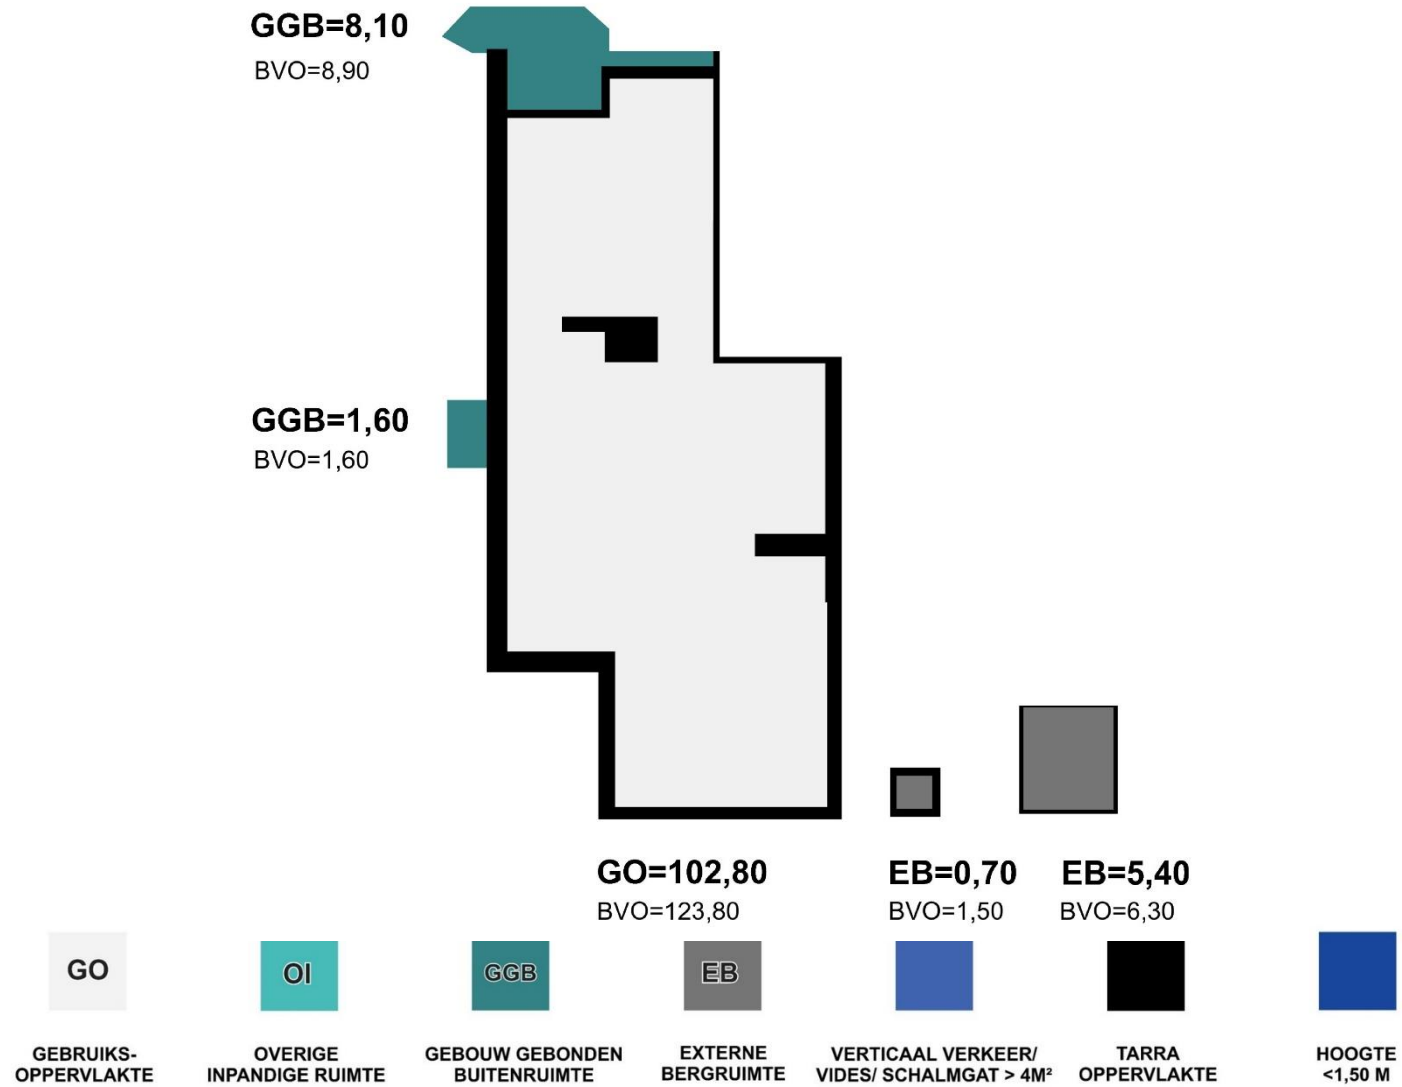 GGB=8,10
BVO=8,90
GGB=1,60
BVO=1,60
GO=102,80
BVO=123,80
EB=0,70
BVO=1,50
EB=5,40
BVO=6,30
GO
GEBRUIKS-
OPPERVLAKTE
OI
OVERIGE
INPANDIGE RUIMTE
GGB
GEBOUW GEBONDEN
BUITENRUIMTE
EB
EXTERNE
BERGRUIMTE
VERTICAAL VERKEER/
VIDES/ SCHALMGAT > 4M²
TARRA
OPPERVLAKTE
HOOGTE
<1,50 M